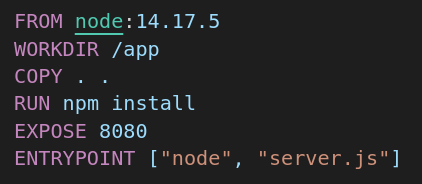 FROM node:14.17.5
WORKDIR /app
COPY . .
RUN npm install
EXPOSE 8080
ENTRYPOINT ["node", "server.js"]